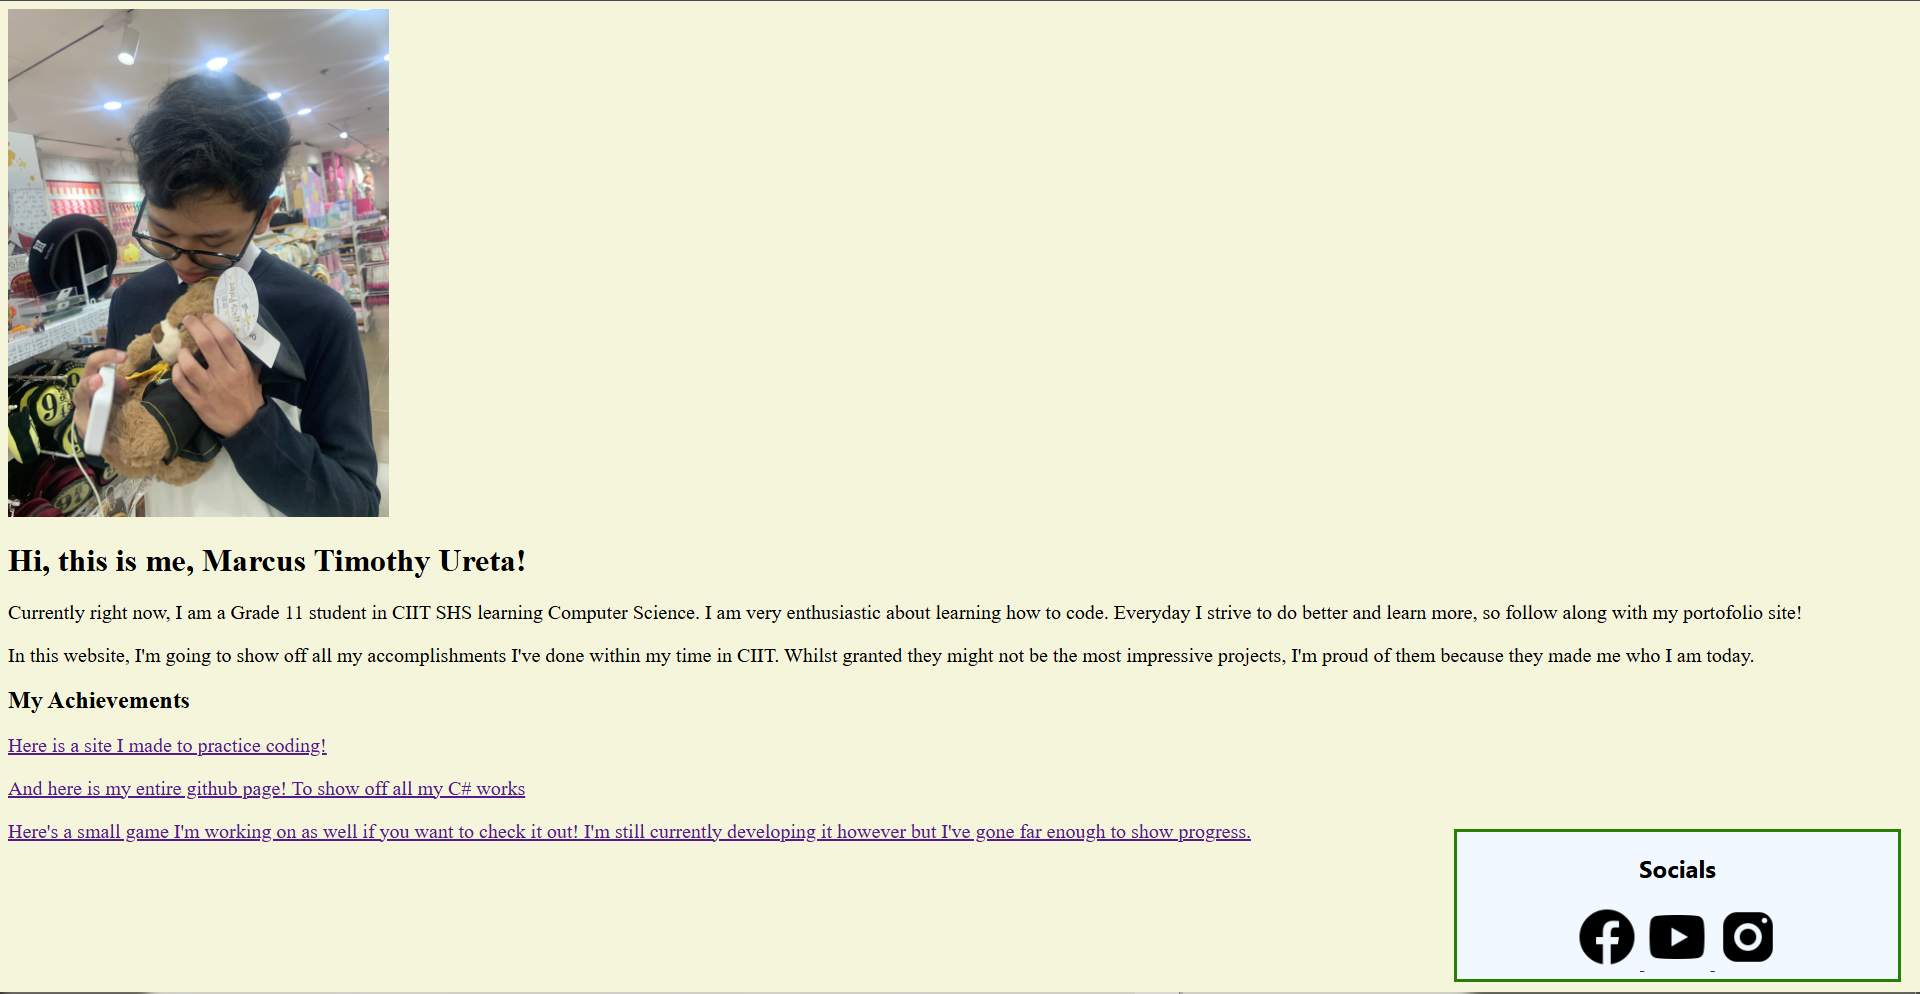 Hi, this is me, Marcus Timothy Ureta!
Currently right now, I am a Grade 11 student in CIIT SHS learning Computer Science. I am very enthusiastic about learning how to code. Everyday I strive to do better and learn more, so follow along with my portofolio site!
In this website, I'm going to show off all my accomplishments I've done within my time in CIIT. Whilst granted they might not be the most impressive projects, I'm proud of them because they made me who I am today.
My Achievements
Here is a site I made to practice coding!
And here is my entire github page! To show off all my C# works
Here's a small game I'm working on as well if you want to check it out! I'm still currently developing it however but I've gone far enough to show progress.
Socials